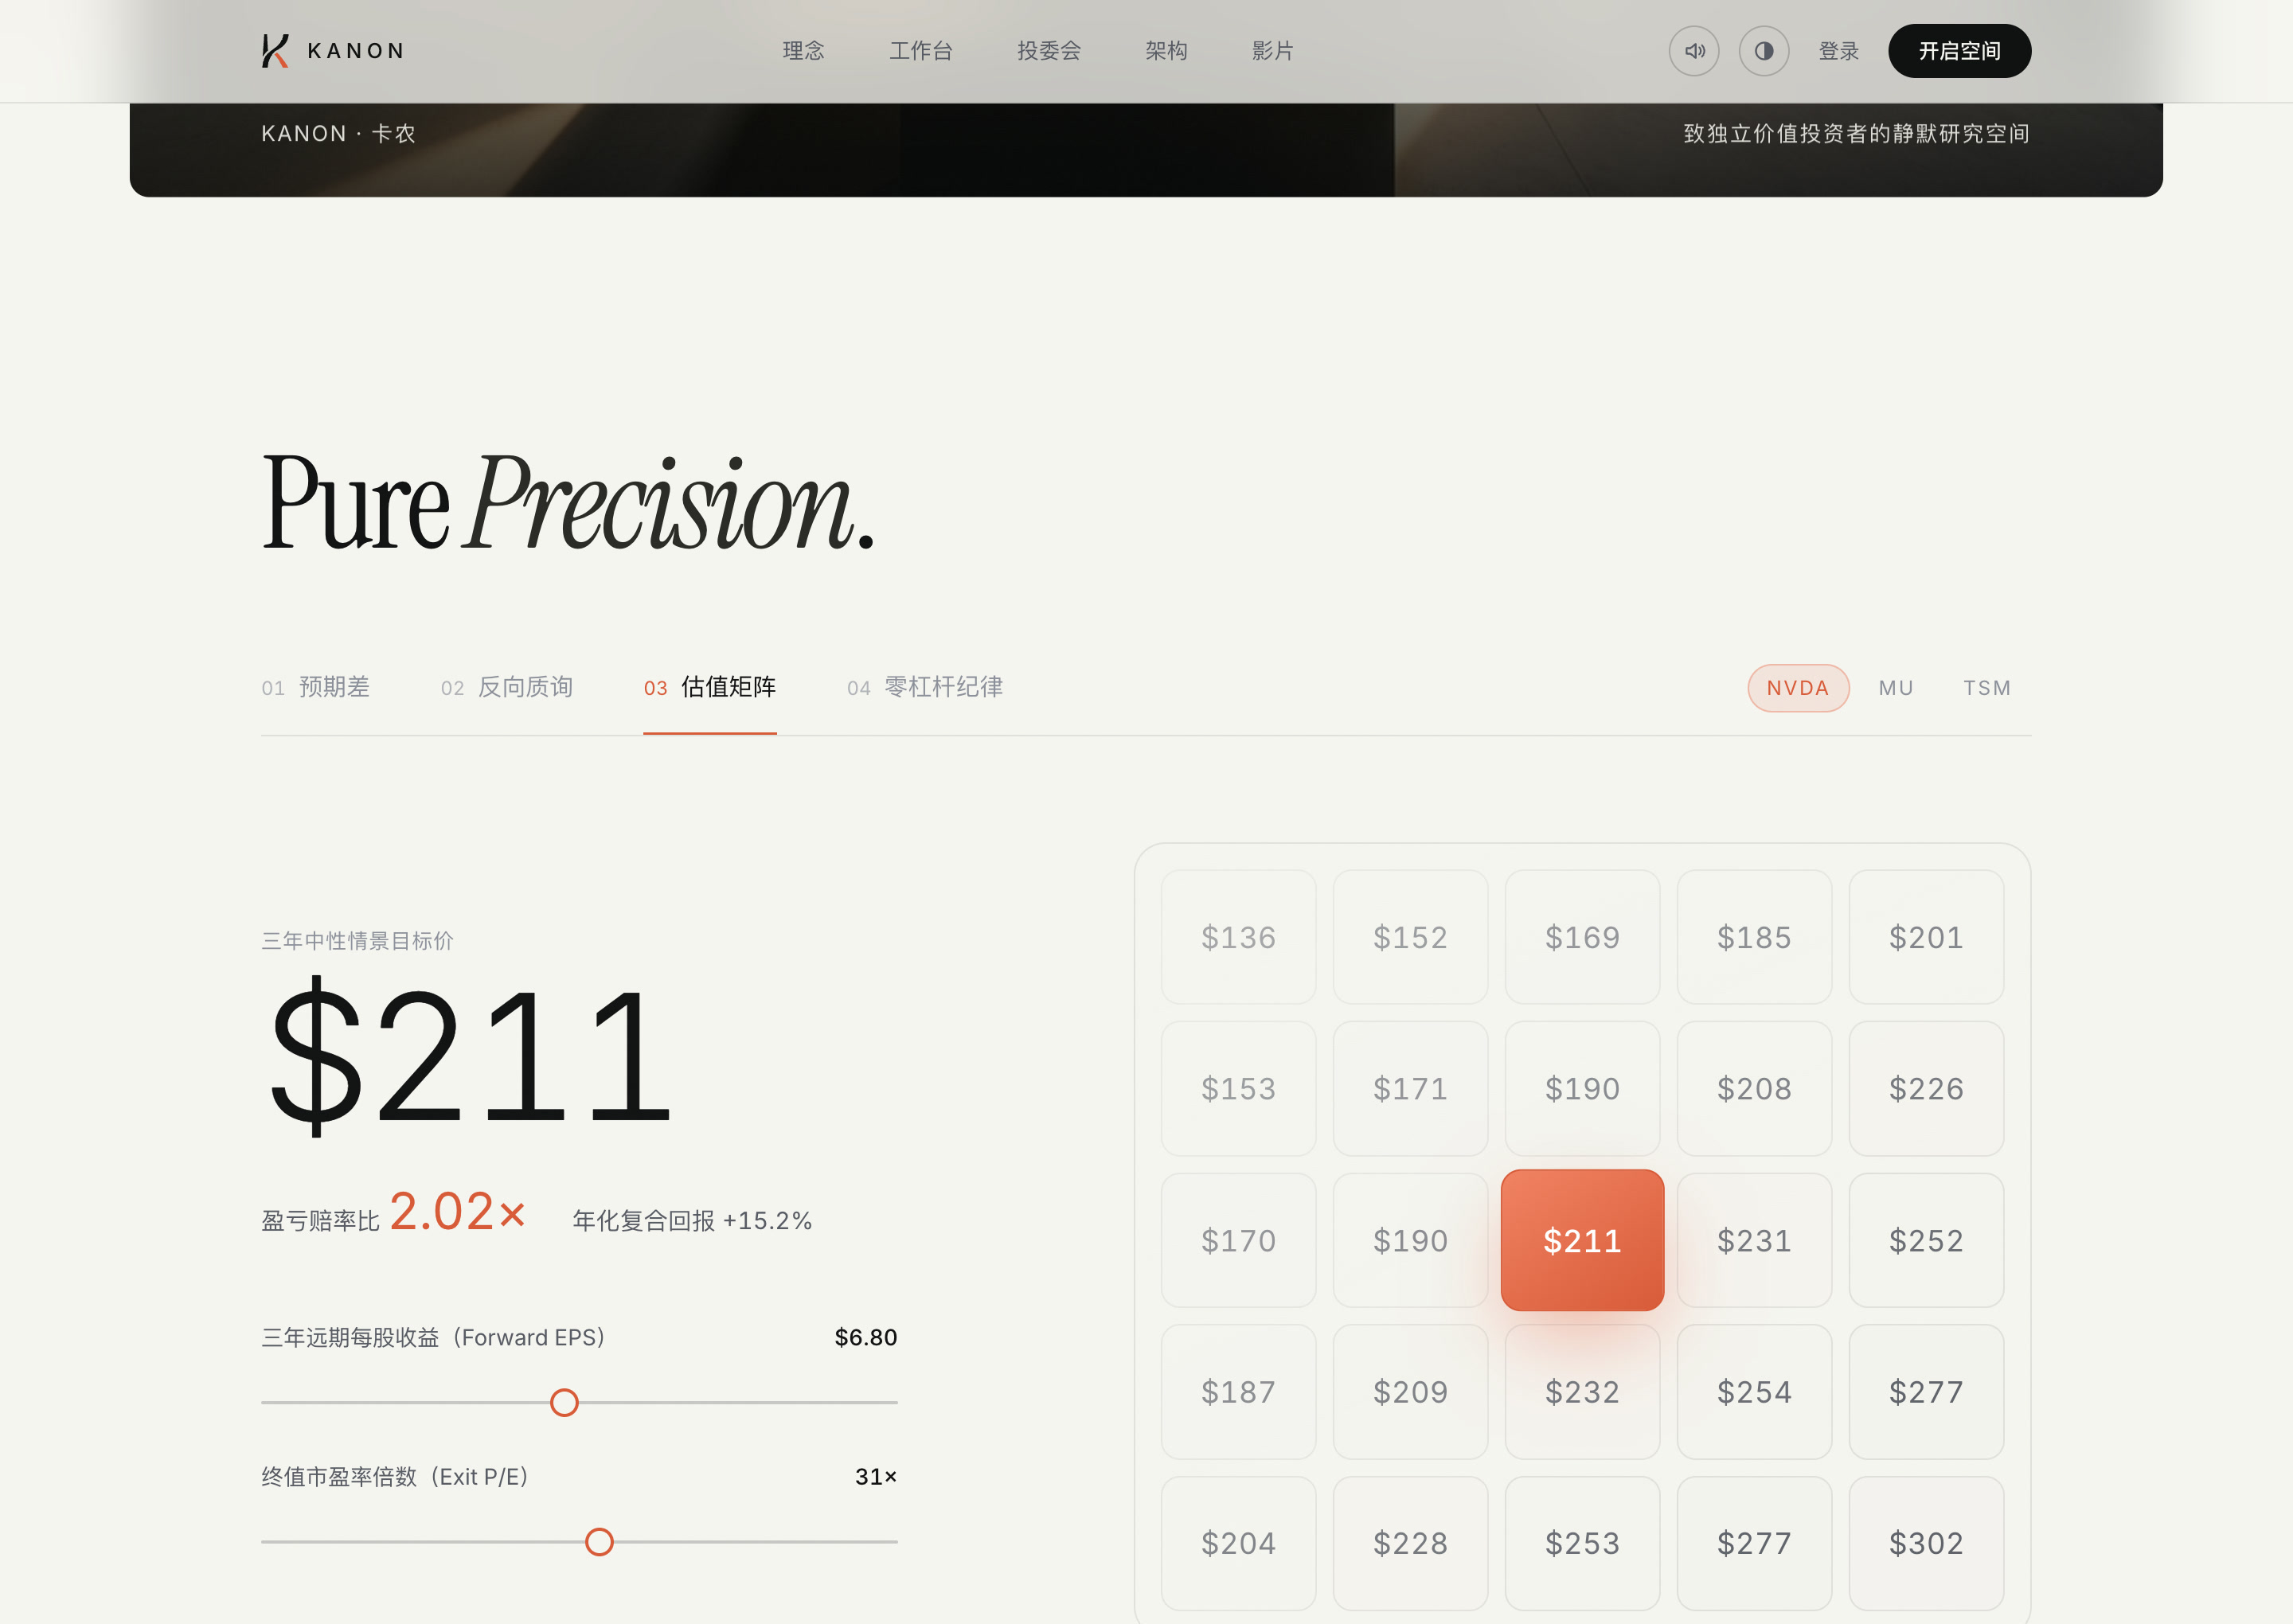 KANON 理念 工作台 投委会 架构 影片 登录 开启空间
KANON · 卡农 致独立价值投资者的静默研究空间
Pure Precision.
01 预期差 02 反向质询 03 估值矩阵 04 零杠杆纪律 NVDA MU TSM
三年中性情景目标价
$211
盈亏赔率比 2.02× 年化复合回报 +15.2%
三年远期每股收益（Forward EPS） $6.80
终值市盈率倍数（Exit P/E） 31×
$136 $152 $169 $185 $201
$153 $171 $190 $208 $226
$170 $190 $211 $231 $252
$187 $209 $232 $254 $277
$204 $228 $253 $277 $302